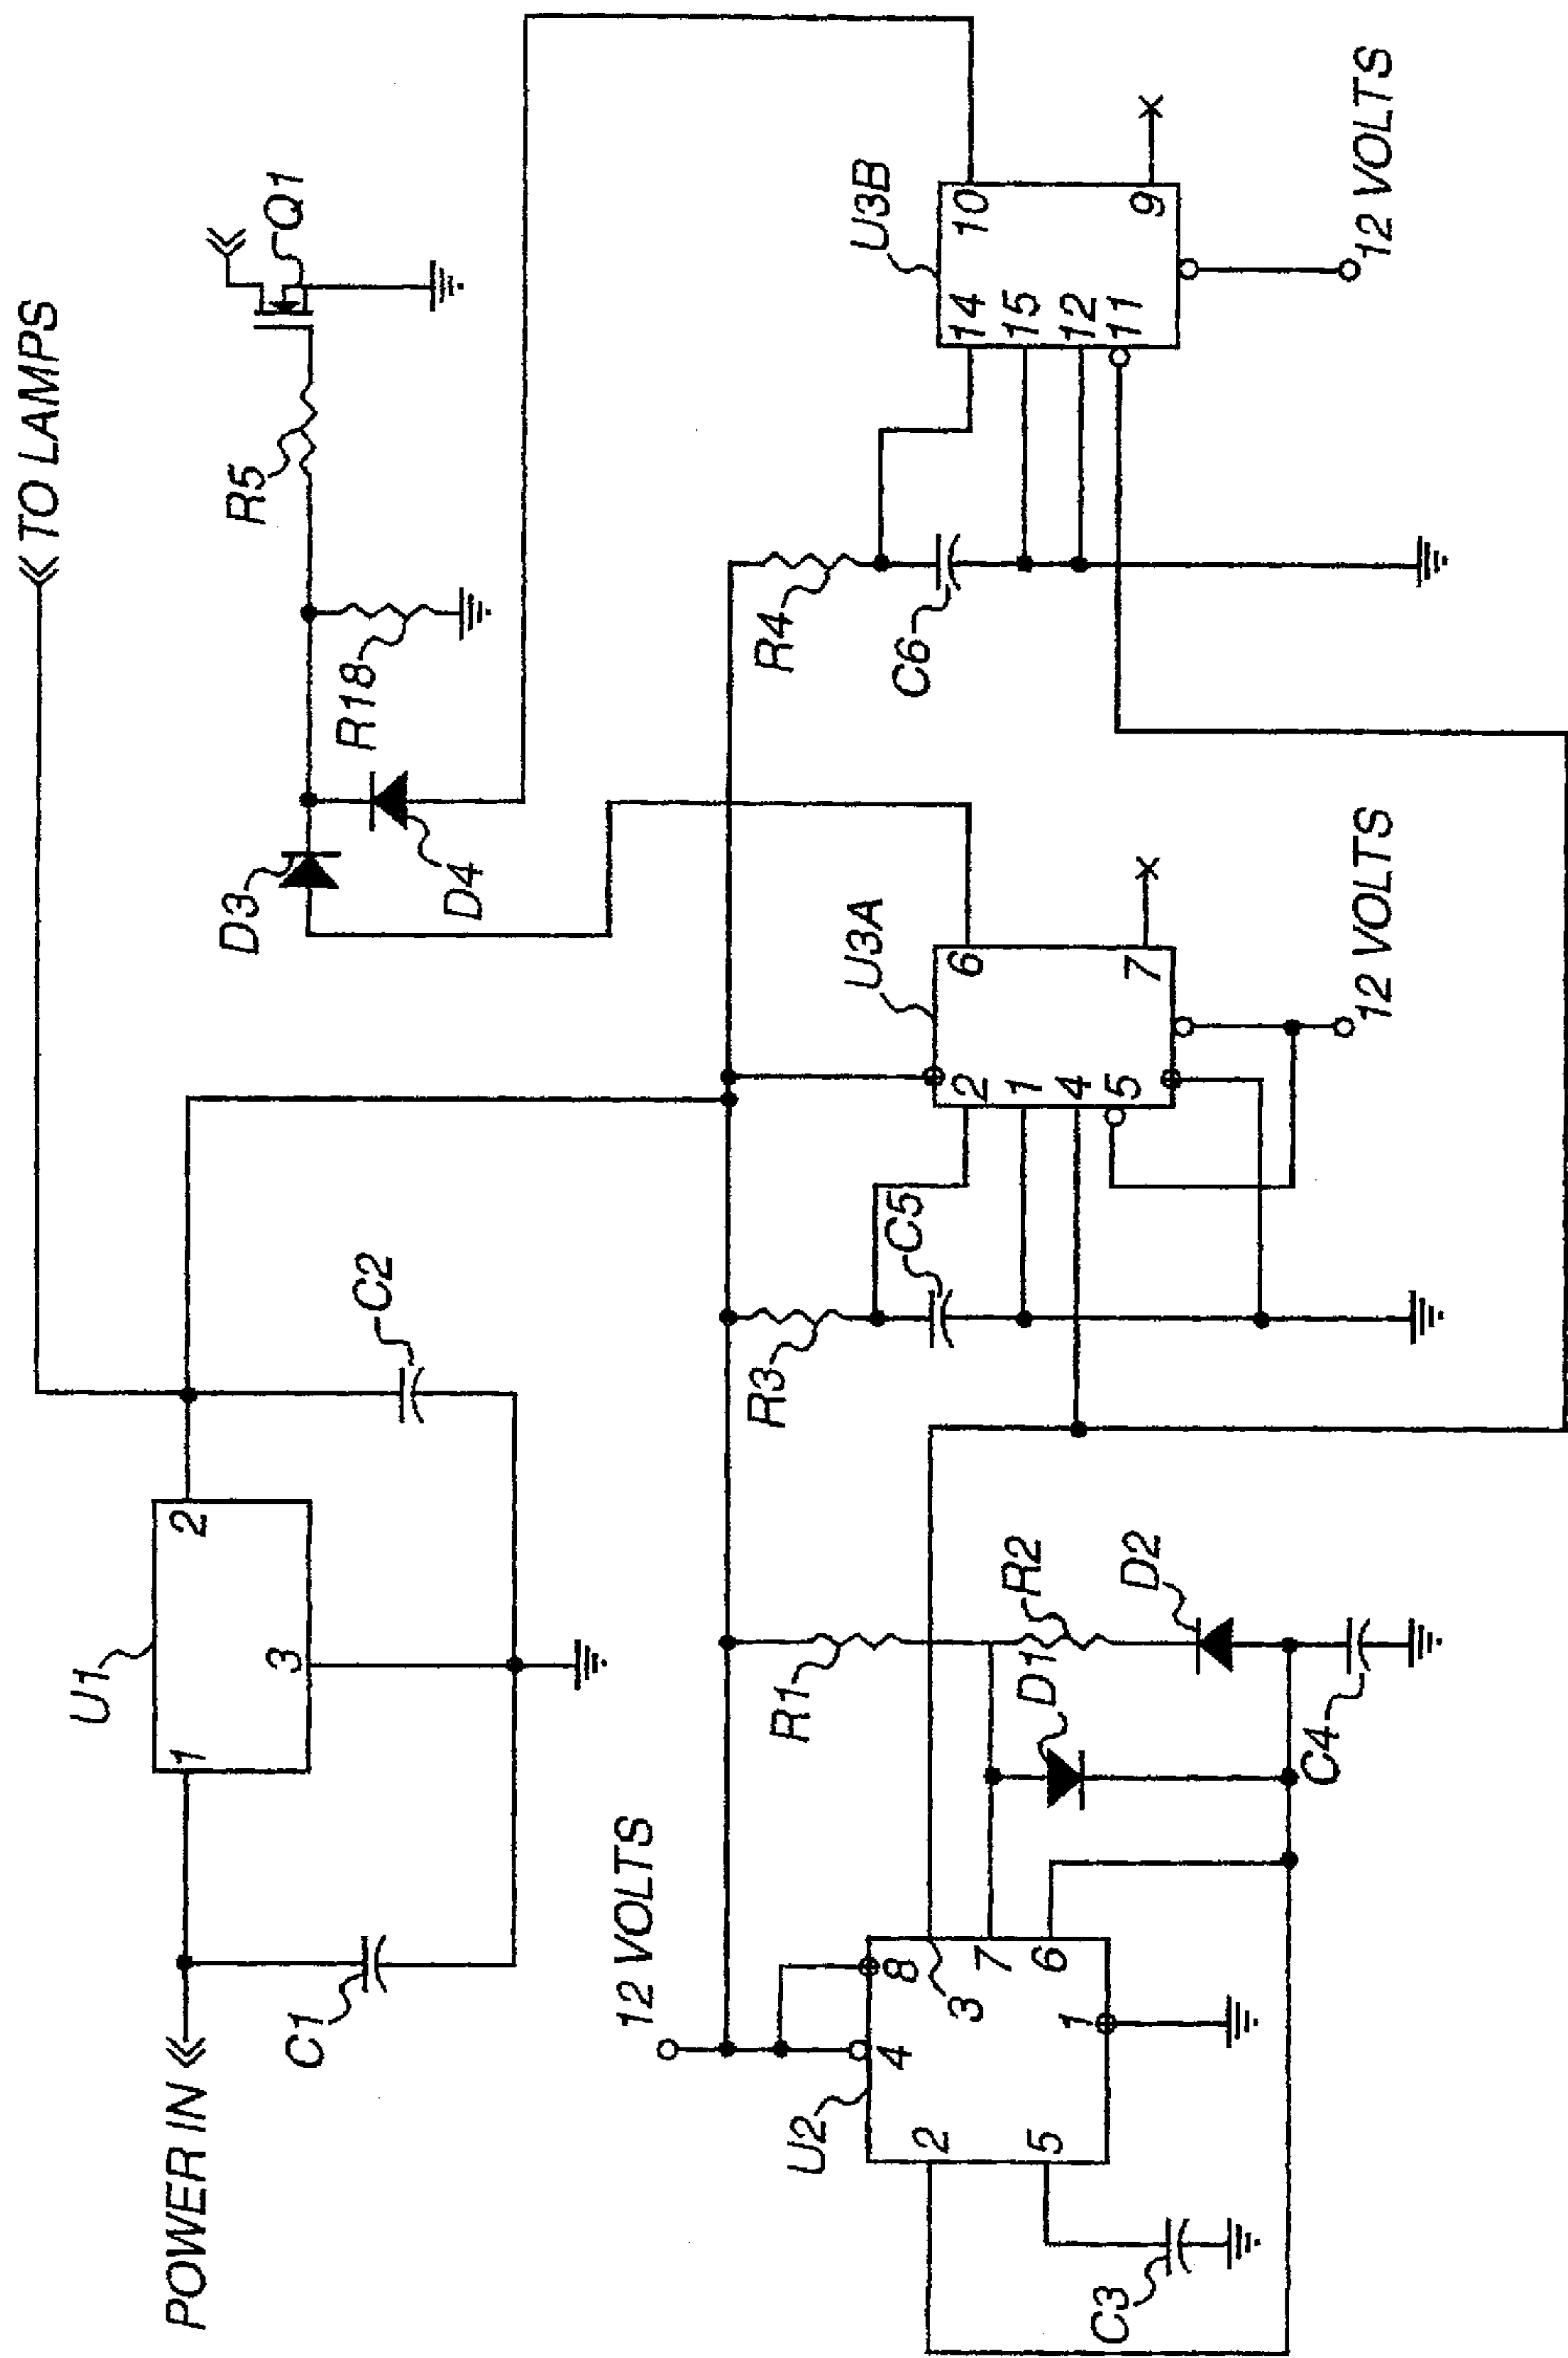 TO LAMPS
POWER IN
U1
1
2
3
C1
C2
D3
D4
R18
R5
Q1
12 VOLTS
U2
4
8
3
7
6
2
5
1
C3
R1
D1
R2
D2
C4
R3
C5
U3A
2
1
4
5
6
7
12 VOLTS
R4
C6
U3B
14
15
12
11
10
9
12 VOLTS